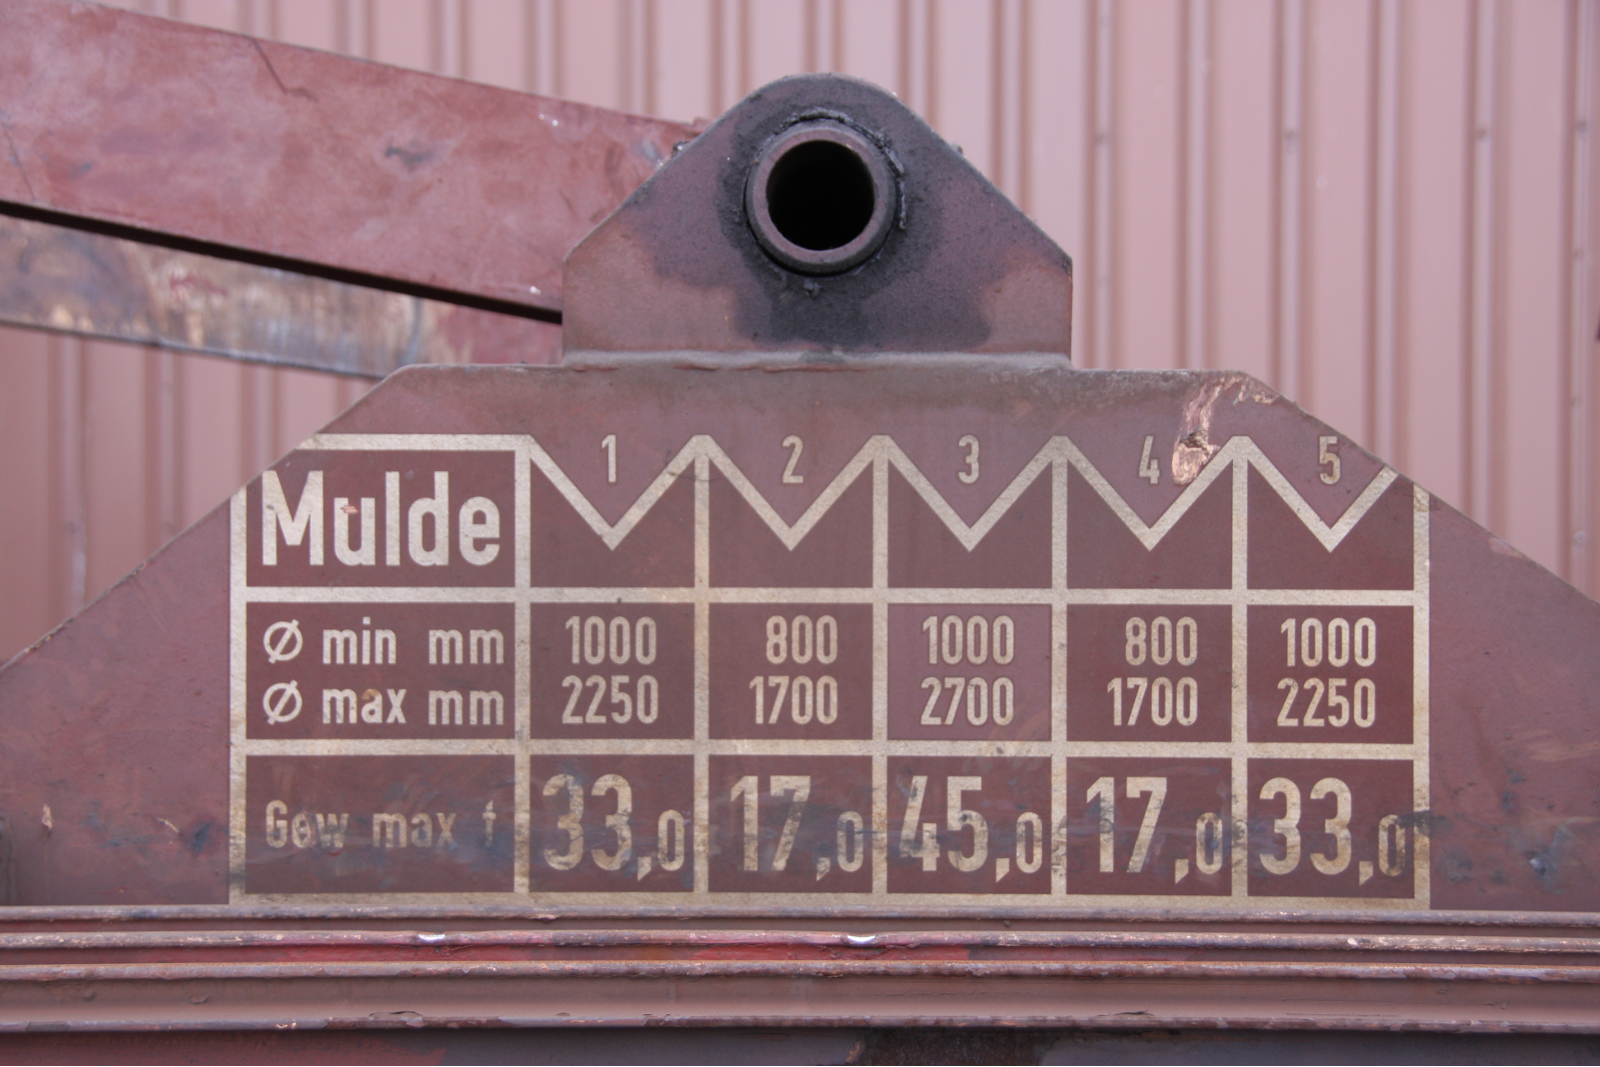 1 2 3 4 5
Mulde
Ø min mm 1000 800 1000 800 1000
Ø max mm 2250 1700 2700 1700 2250
Gew max t 33,0 17,0 45,0 17,0 33,0